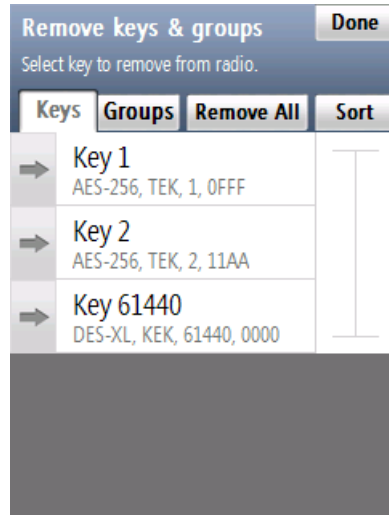 Remove keys & groups
Done
Select key to remove from radio.
Keys
Groups
Remove All
Sort
Key 1
AES-256, TEK, 1, 0FFF
Key 2
AES-256, TEK, 2, 11AA
Key 61440
DES-XL, KEK, 61440, 0000